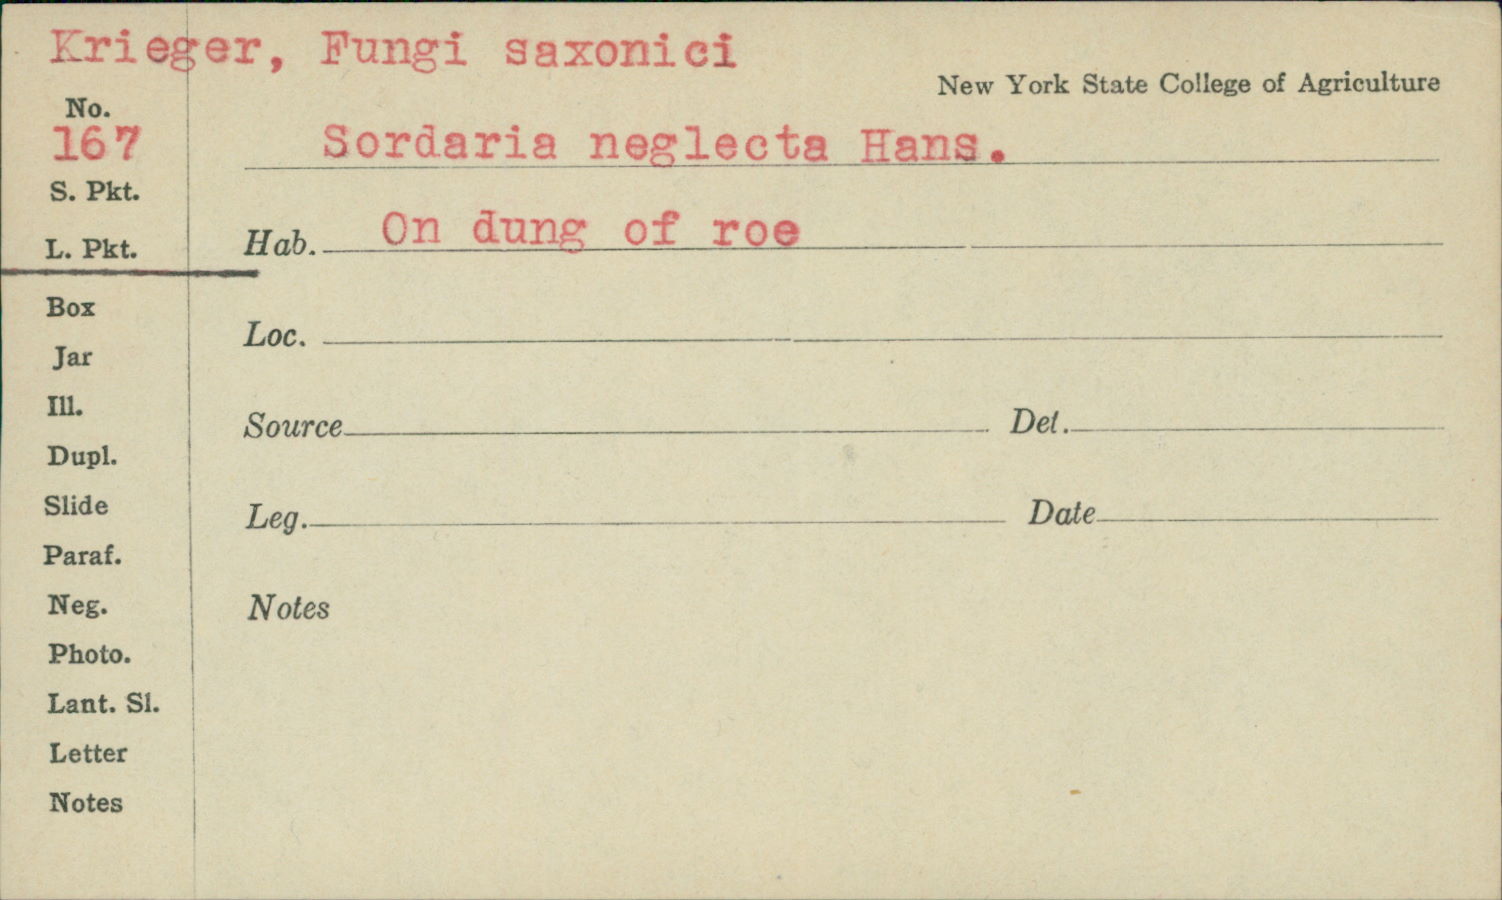 Krieger, Fungi saxonici
New York State College of Agriculture
No.
167
Sordaria neglecta Hans.
S. Pkt.
Hab. On dung of roe
L. Pkt.
Box
Loc.
Jar
Ill.
Source Det.
Dupl.
Slide
Leg. Date
Paraf.
Neg.
Notes
Photo.
Lant. Sl.
Letter
Notes